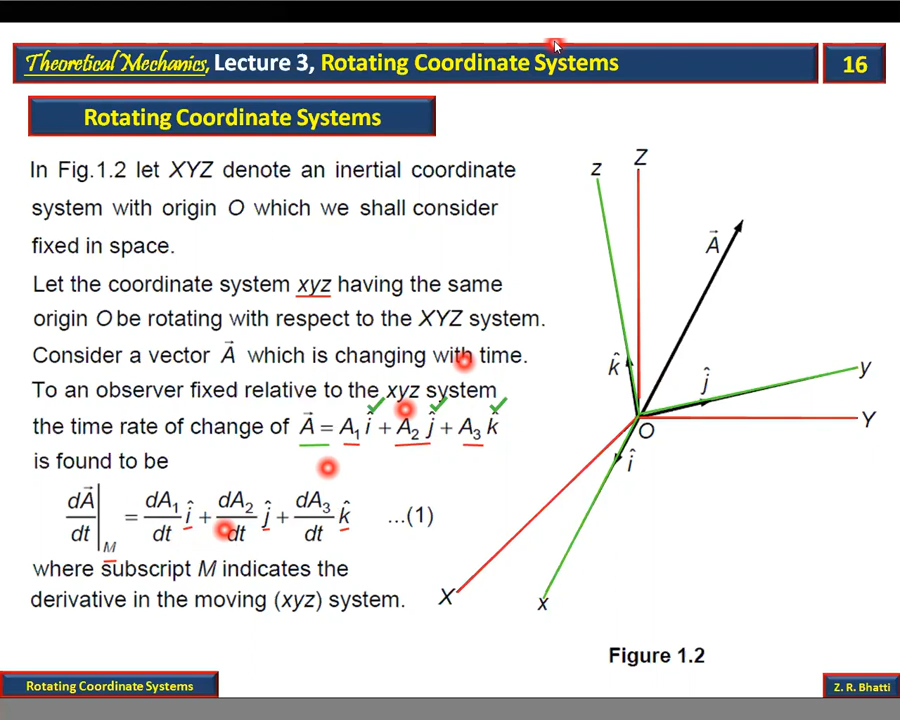 Theoretical Mechanics, Lecture 3, Rotating Coordinate Systems
16
Rotating Coordinate Systems
In Fig.1.2 let XYZ denote an inertial coordinate
system with origin O which we shall consider
fixed in space.
Let the coordinate system xyz having the same
origin O be rotating with respect to the XYZ system.
Consider a vector A⃗ which is changing with time.
To an observer fixed relative to the xyz system
the time rate of change of A⃗ = A₁ î + A₂ ĵ + A₃ k̂
is found to be
dA⃗/dt|_M = dA₁/dt î + dA₂/dt ĵ + dA₃/dt k̂ ...(1)
where subscript M indicates the
derivative in the moving (xyz) system.
z
Z
A⃗
k̂
ĵ
y
Y
O
î
X
x
Figure 1.2
Rotating Coordinate Systems
Z. R. Bhatti